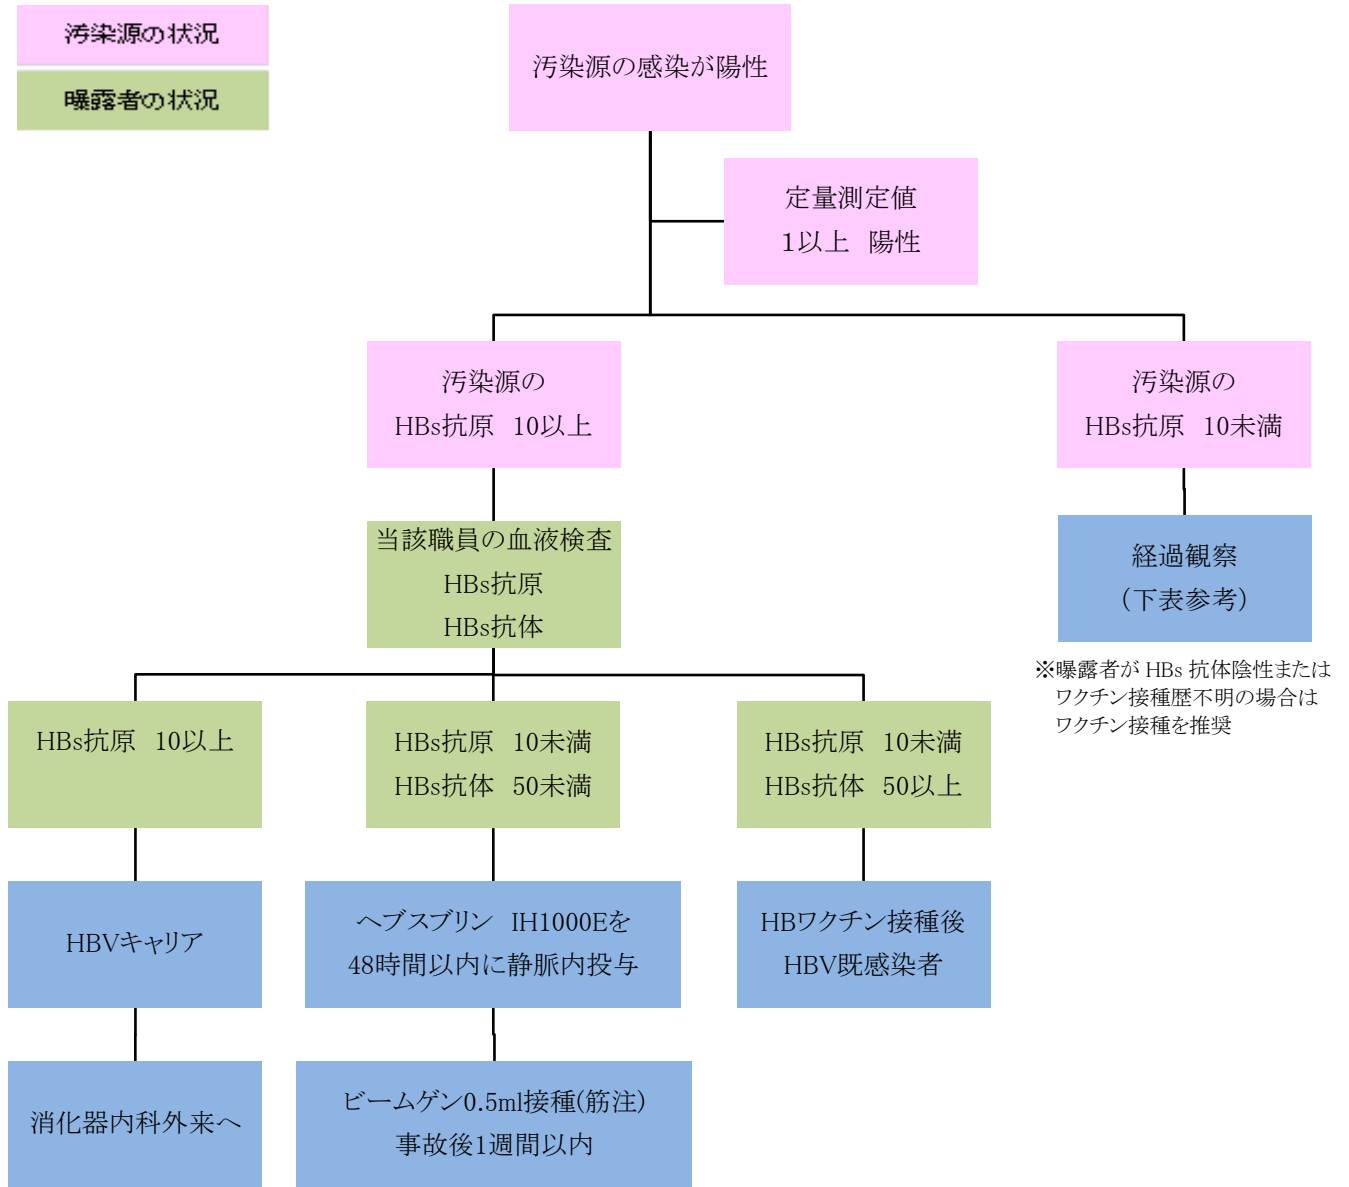 汚染源の状況
曝露者の状況
汚染源の感染が陽性
定量測定値
1以上　陽性
汚染源の
HBs抗原　10以上
汚染源の
HBs抗原　10未満
当該職員の血液検査
HBs抗原
HBs抗体
経過観察
（下表参考）
※曝露者が HBs 抗体陰性または
ワクチン接種歴不明の場合は
ワクチン接種を推奨
HBs抗原　10以上
HBs抗原　10未満
HBs抗体　50未満
HBs抗原　10未満
HBs抗体　50以上
HBVキャリア
ヘブスブリン　IH1000Eを
48時間以内に静脈内投与
HBワクチン接種後
HBV既感染者
消化器内科外来へ
ビームゲン0.5ml接種(筋注)
事故後1週間以内